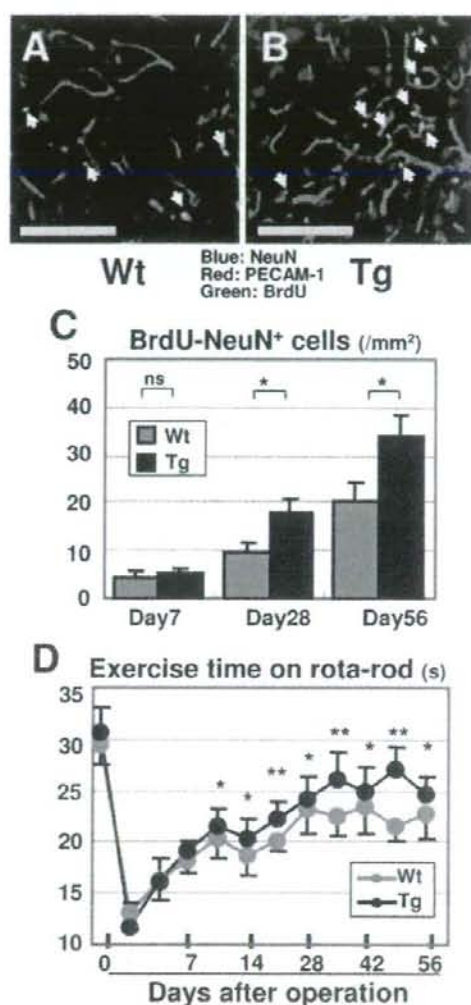 A B
Wt Blue: NeuN Tg
Red: PECAM-1
Green: BrdU
C BrdU-NeuN⁺ cells (/mm²)
50
40
30
20
10
0
ns * *
Wt
Tg
Day7 Day28 Day56
D Exercise time on rota-rod (s)
35
30
25
20
15
10
* * ** * ** * ** *
Wt
Tg
0 7 14 28 42 56
Days after operation